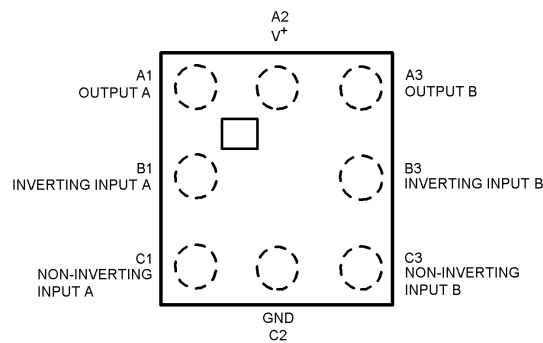 A2
V+
A1
OUTPUT A
A3
OUTPUT B
B1
INVERTING INPUT A
B3
INVERTING INPUT B
C1
NON-INVERTING
INPUT A
C3
NON-INVERTING
INPUT B
GND
C2